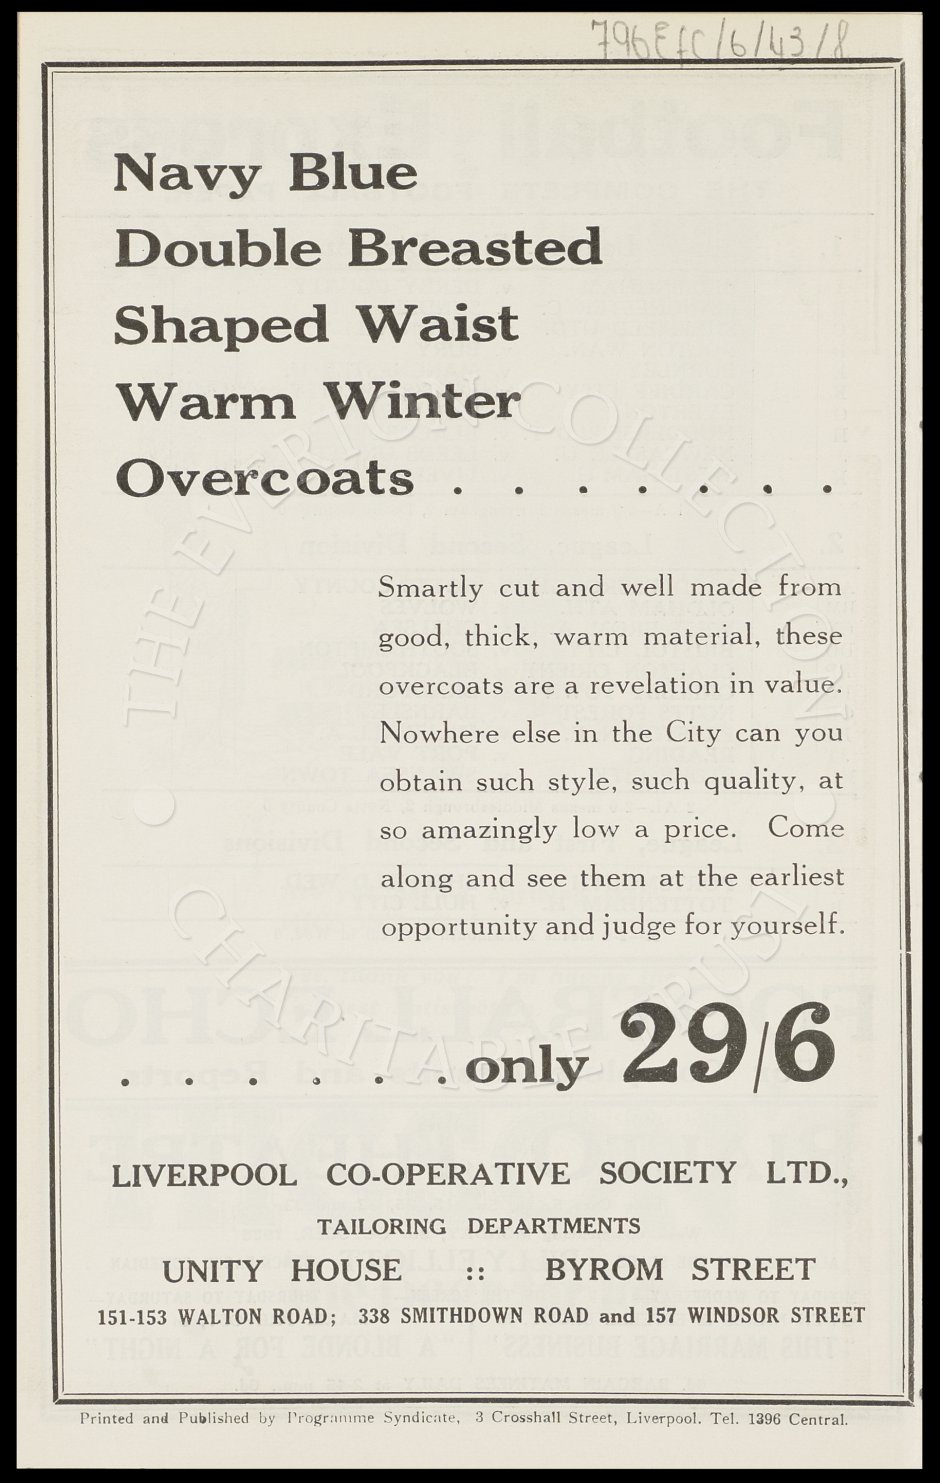 796EFC/6/43/8
Navy Blue
Double Breasted
Shaped Waist
Warm Winter
Overcoats . . . . . . .
Smartly cut and well made from
good, thick, warm material, these
overcoats are a revelation in value.
Nowhere else in the City can you
obtain such style, such quality, at
so amazingly low a price. Come
along and see them at the earliest
opportunity and judge for yourself.
. . . . . . only 29/6
LIVERPOOL CO-OPERATIVE SOCIETY LTD.,
TAILORING DEPARTMENTS
UNITY HOUSE :: BYROM STREET
151-153 WALTON ROAD; 338 SMITHDOWN ROAD and 157 WINDSOR STREET
Printed and Published by Programme Syndicate, 3 Crosshall Street, Liverpool. Tel. 1396 Central.
THE EVERTON COLLECTION
CHARITABLE TRUST